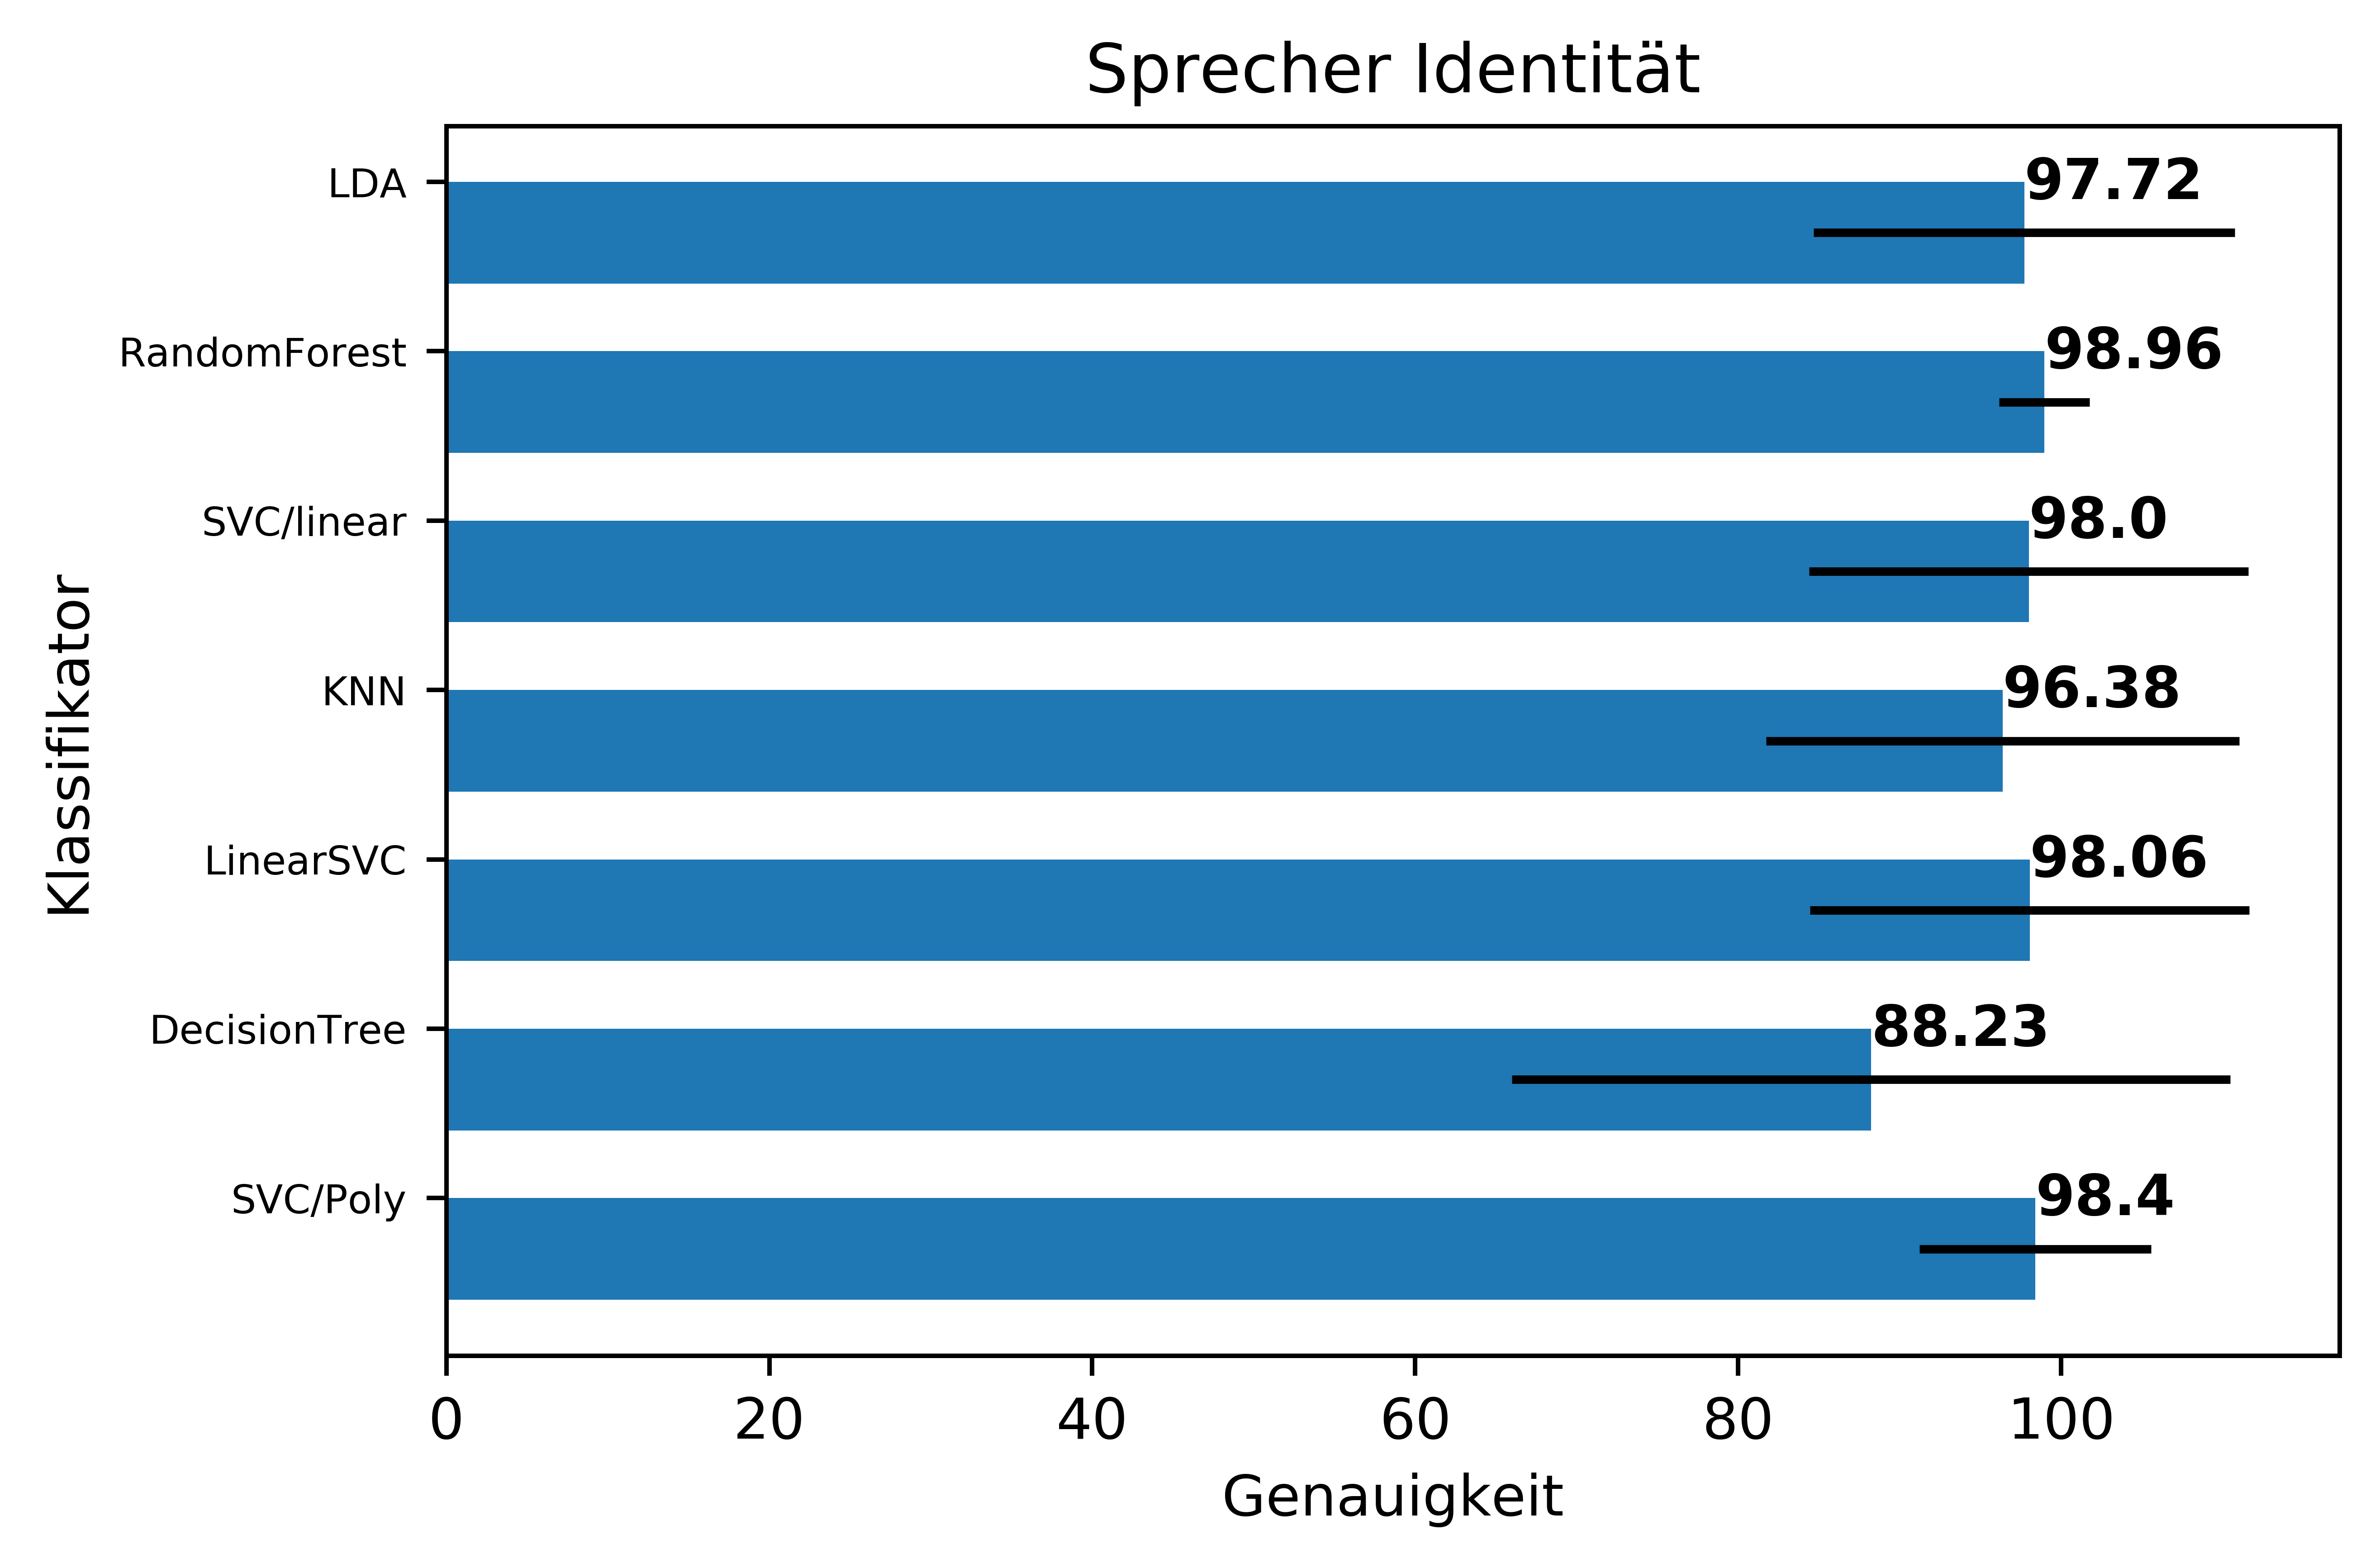 Sprecher Identität
LDA
97.72
RandomForest
98.96
SVC/linear
98.0
KNN
96.38
LinearSVC
98.06
DecisionTree
88.23
SVC/Poly
98.4
Klassifikator
0 20 40 60 80 100
Genauigkeit